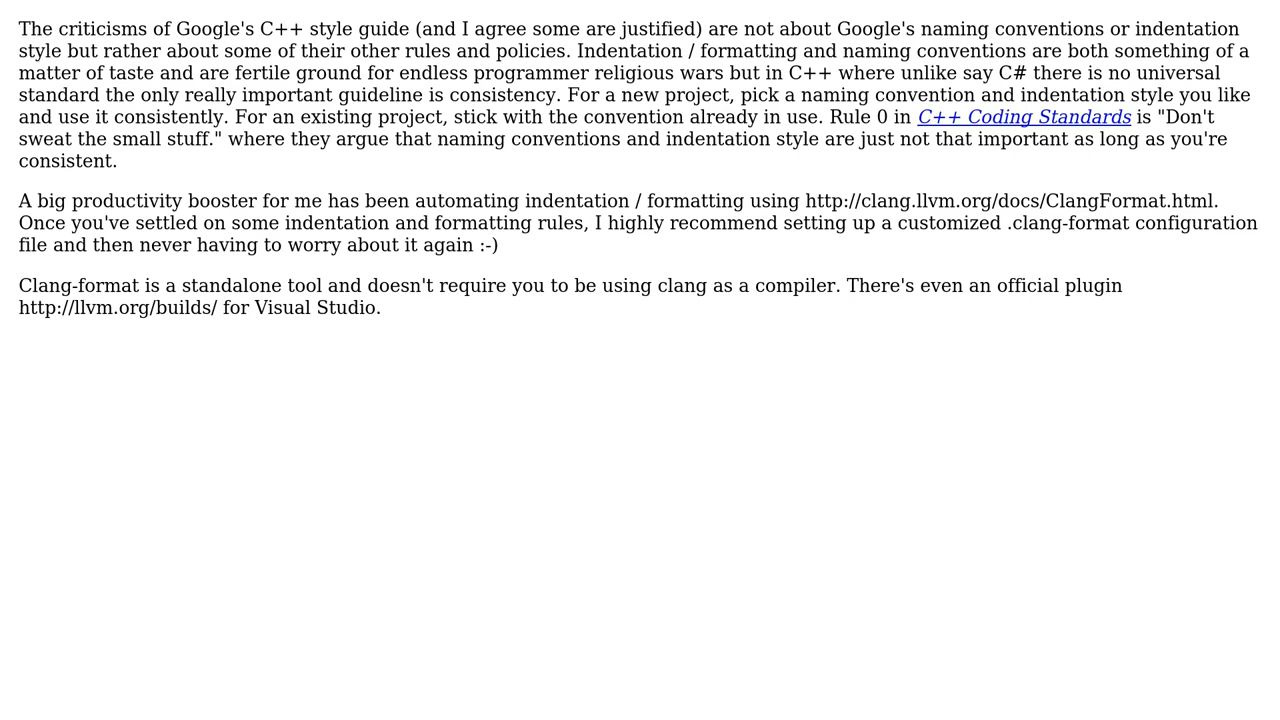 The criticisms of Google's C++ style guide (and I agree some are justified) are not about Google's naming conventions or indentation
style but rather about some of their other rules and policies. Indentation / formatting and naming conventions are both something of a
matter of taste and are fertile ground for endless programmer religious wars but in C++ where unlike say C# there is no universal
standard the only really important guideline is consistency. For a new project, pick a naming convention and indentation style you like
and use it consistently. For an existing project, stick with the convention already in use. Rule 0 in C++ Coding Standards is "Don't
sweat the small stuff." where they argue that naming conventions and indentation style are just not that important as long as you're
consistent.
A big productivity booster for me has been automating indentation / formatting using http://clang.llvm.org/docs/ClangFormat.html.
Once you've settled on some indentation and formatting rules, I highly recommend setting up a customized .clang-format configuration
file and then never having to worry about it again :-)
Clang-format is a standalone tool and doesn't require you to be using clang as a compiler. There's even an official plugin
http://llvm.org/builds/ for Visual Studio.